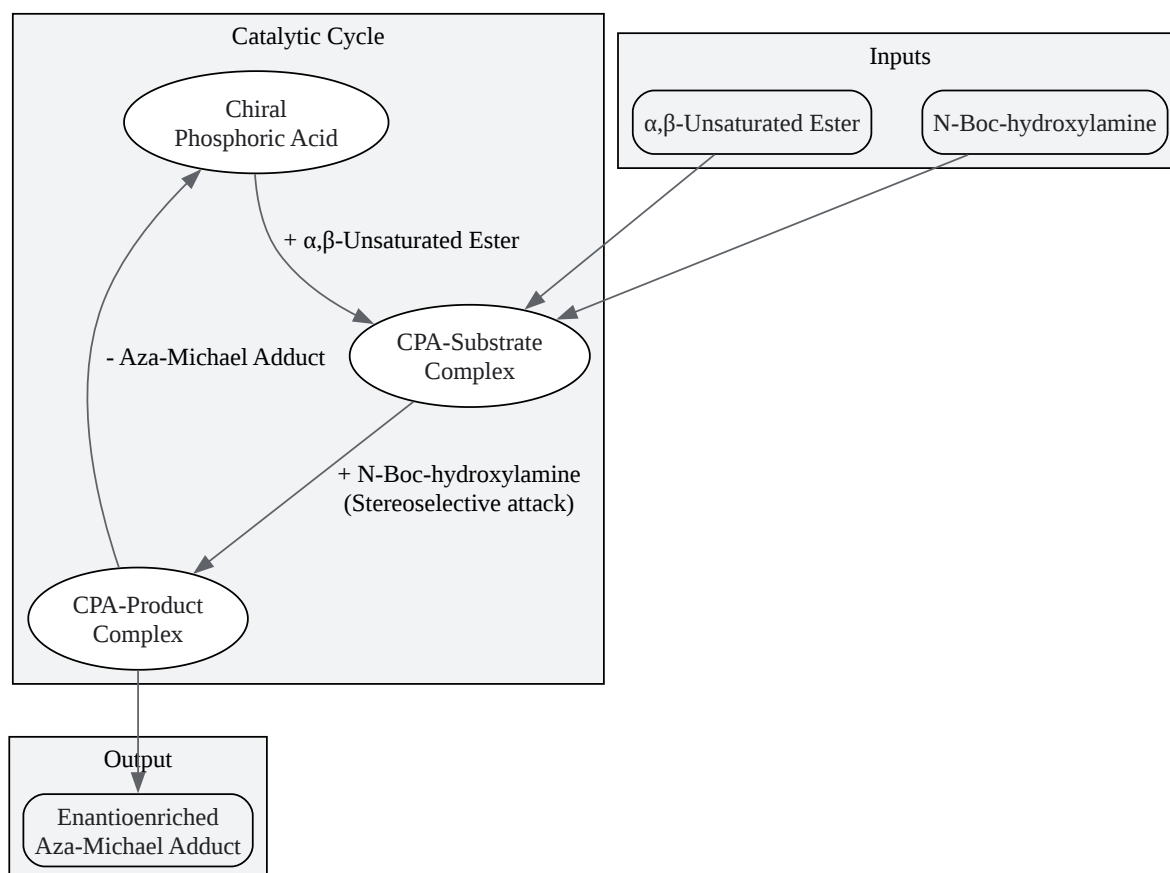 Catalytic Cycle
Inputs
Chiral
Phosphoric Acid
α,β-Unsaturated Ester
N-Boc-hydroxylamine
+ α,β-Unsaturated Ester
- Aza-Michael Adduct
CPA-Substrate
Complex
+ N-Boc-hydroxylamine
(Stereoselective attack)
CPA-Product
Complex
Output
Enantioenriched
Aza-Michael Adduct